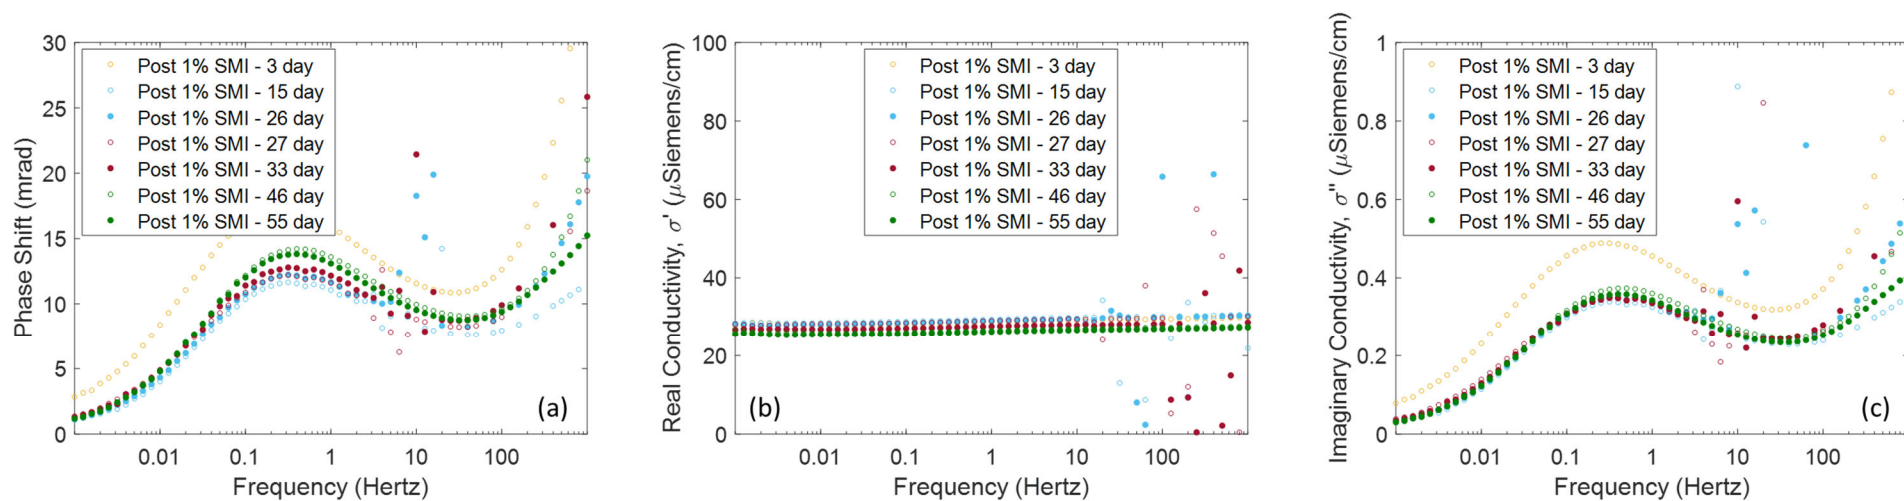 30
25
20
15
10
5
0
Phase Shift (mrad)
Post 1% SMI - 3 day
Post 1% SMI - 15 day
Post 1% SMI - 26 day
Post 1% SMI - 27 day
Post 1% SMI - 33 day
Post 1% SMI - 46 day
Post 1% SMI - 55 day
(a)
0.01 0.1 1 10 100
Frequency (Hertz)
100
80
60
40
20
0
Real Conductivity, σ' (μSiemens/cm)
Post 1% SMI - 3 day
Post 1% SMI - 15 day
Post 1% SMI - 26 day
Post 1% SMI - 27 day
Post 1% SMI - 33 day
Post 1% SMI - 46 day
Post 1% SMI - 55 day
(b)
0.01 0.1 1 10 100
Frequency (Hertz)
1
0.8
0.6
0.4
0.2
0
Imaginary Conductivity, σ" (μSiemens/cm)
Post 1% SMI - 3 day
Post 1% SMI - 15 day
Post 1% SMI - 26 day
Post 1% SMI - 27 day
Post 1% SMI - 33 day
Post 1% SMI - 46 day
Post 1% SMI - 55 day
(c)
0.01 0.1 1 10 100
Frequency (Hertz)